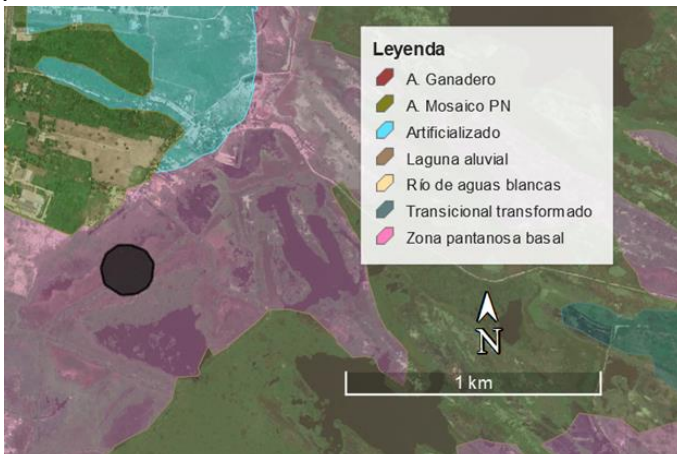 Leyenda
A. Ganadero
A. Mosaico PN
Artificializado
Laguna aluvial
Río de aguas blancas
Transicional transformado
Zona pantanosa basal
N
1 km